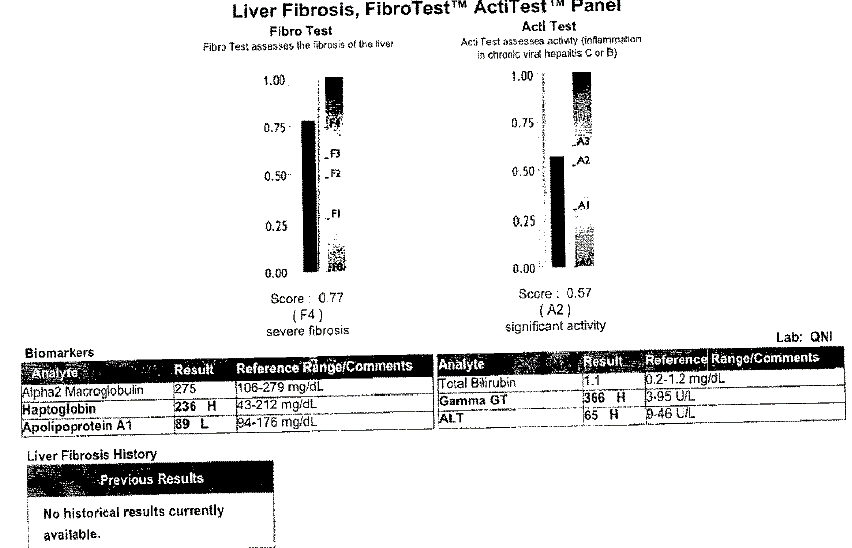 Liver Fibrosis, FibroTest™ ActiTest™ Panel
Fibro Test
Fibro Test assesses the fibrosis of the liver
1.00
0.75
0.50
0.25
0.00
F4
F3
F2
F1
F0
Score : 0.77
( F4 )
severe fibrosis
Acti Test
Acti Test assesses activity (inflammation
in chronic viral hepatitis C or B)
1.00
0.75
0.50
0.25
0.00
A3
A2
A1
A0
Score : 0.57
( A2 )
significant activity
Lab: QNI
Biomarkers
Analyte Result Reference Range/Comments
Alpha2 Macroglobulin 275 106-279 mg/dL
Haptoglobin 236 H 43-212 mg/dL
Apolipoprotein A1 89 L 94-176 mg/dL
Analyte Result Reference Range/Comments
Total Bilirubin 1.1 0.2-1.2 mg/dL
Gamma GT 366 H 3-95 U/L
ALT 65 H 9-46 U/L
Liver Fibrosis History
Previous Results
No historical results currently
available.